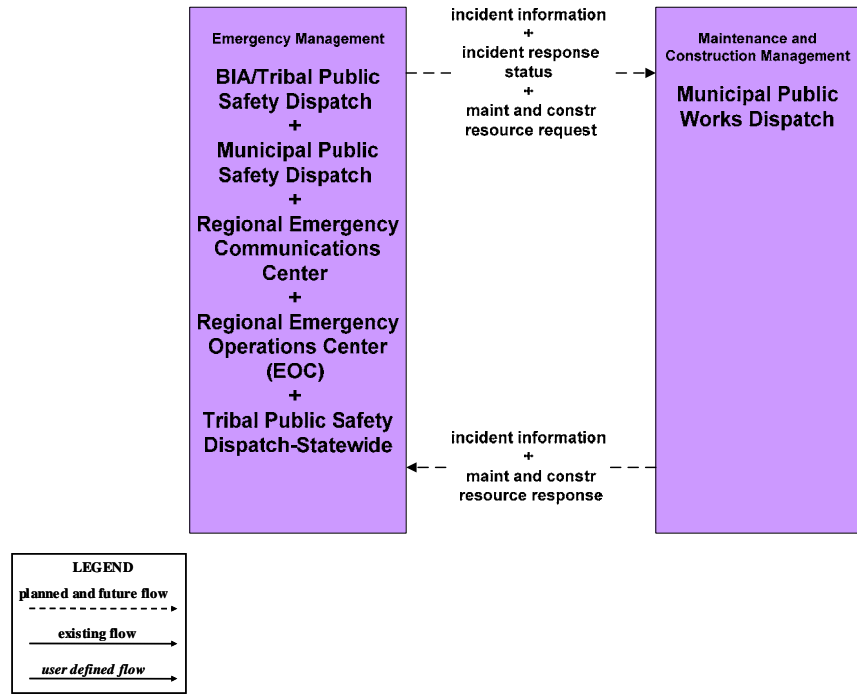 Emergency Management
BIA/Tribal Public
Safety Dispatch
+
Municipal Public
Safety Dispatch
+
Regional Emergency
Communications
Center
+
Regional Emergency
Operations Center
(EOC)
+
Tribal Public Safety
Dispatch-Statewide
incident information
+
incident response
status
+
maint and constr
resource request
Maintenance and
Construction Management
Municipal Public
Works Dispatch
incident information
+
maint and constr
resource response
LEGEND
planned and future flow
existing flow
user defined flow